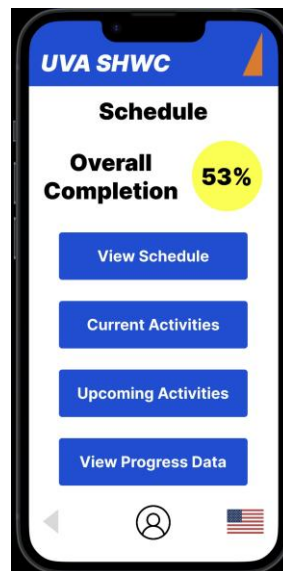 UVA SHWC
Schedule
Overall
Completion
53%
View Schedule
Current Activities
Upcoming Activities
View Progress Data